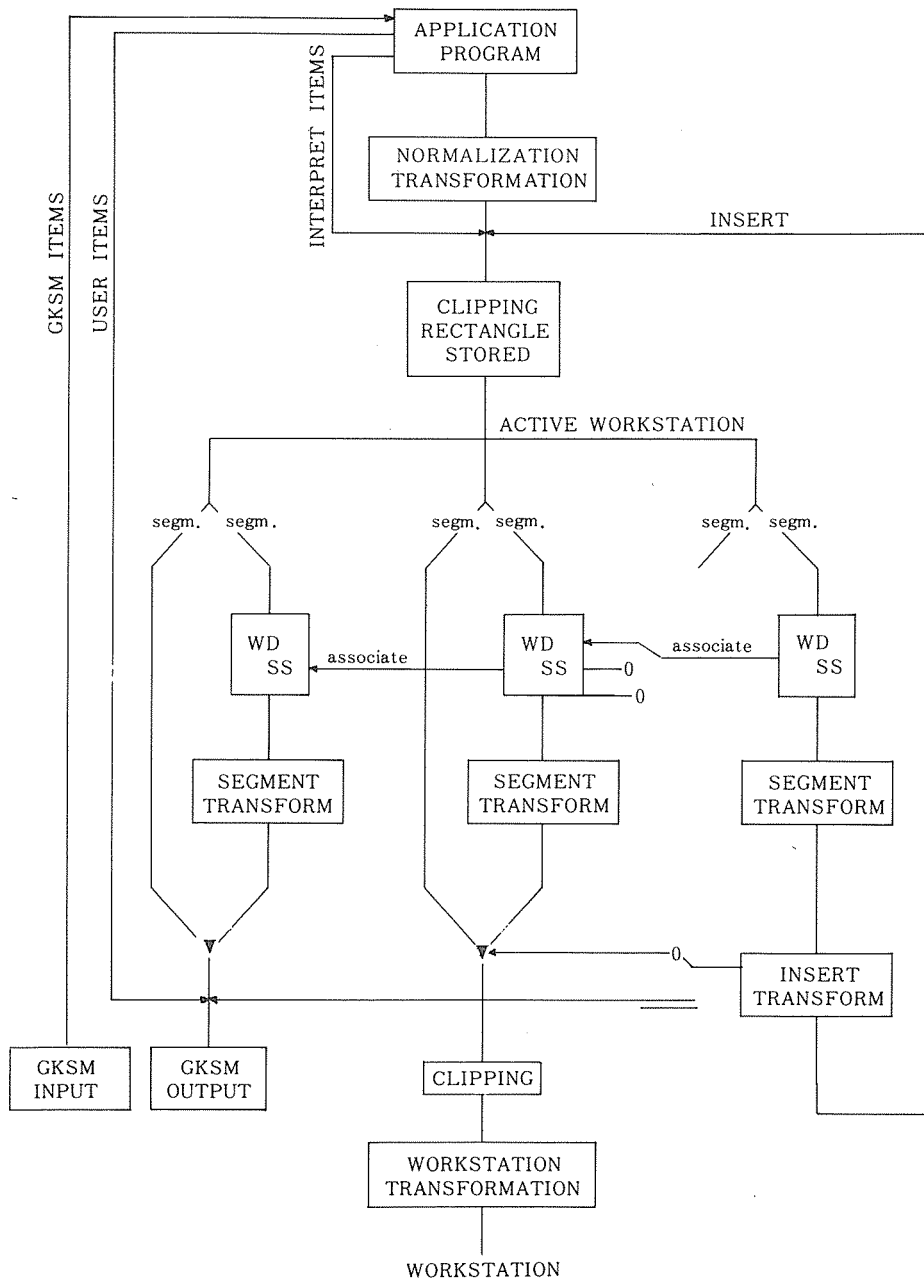 APPLICATION
PROGRAM
GKSM ITEMS
USER ITEMS
INTERPRET ITEMS
NORMALIZATION
TRANSFORMATION
INSERT
CLIPPING
RECTANGLE
STORED
ACTIVE WORKSTATION
segm. segm.
segm. segm.
segm. segm.
WD
SS
associate
WD
SS
0
0
associate
WD
SS
SEGMENT
TRANSFORM
SEGMENT
TRANSFORM
SEGMENT
TRANSFORM
0
INSERT
TRANSFORM
GKSM
INPUT
GKSM
OUTPUT
CLIPPING
WORKSTATION
TRANSFORMATION
WORKSTATION